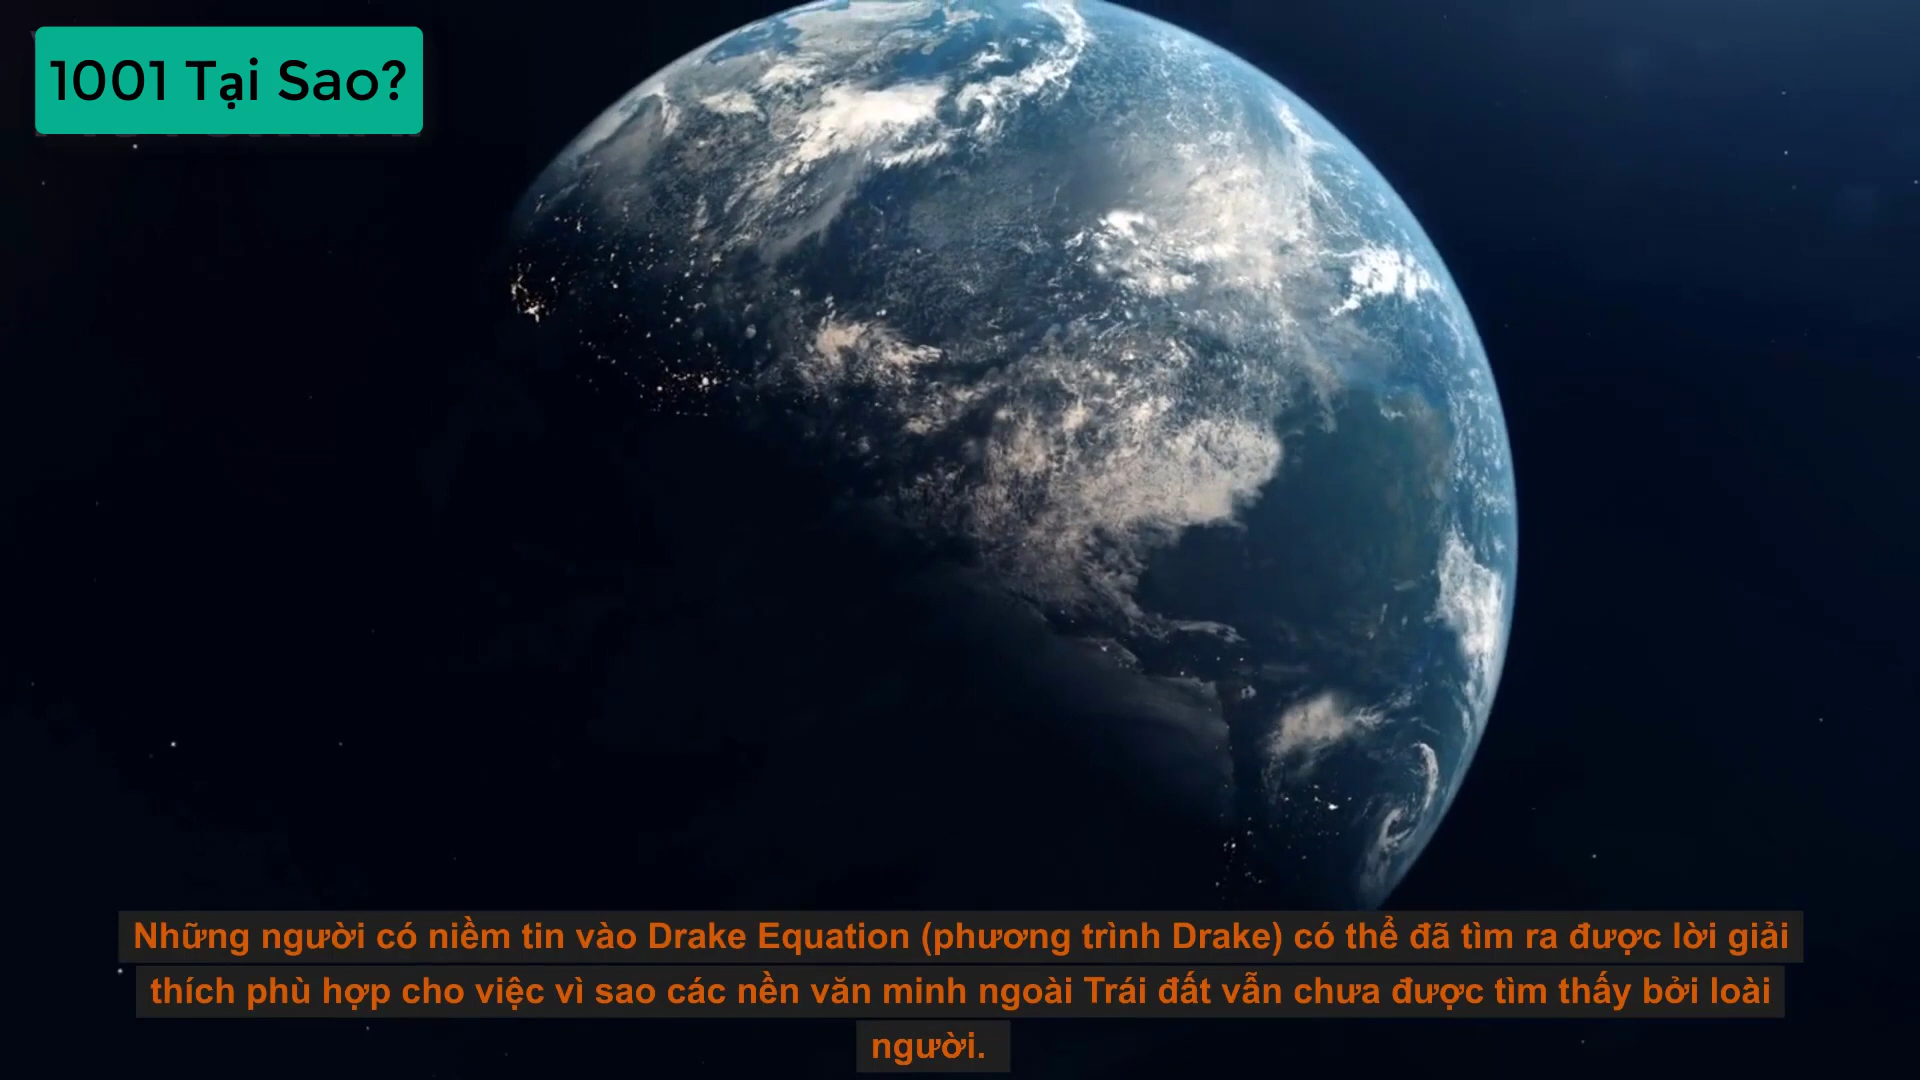 1001 Tại Sao?
Những người có niềm tin vào Drake Equation (phương trình Drake) có thể đã tìm ra được lời giải
thích phù hợp cho việc vì sao các nền văn minh ngoài Trái đất vẫn chưa được tìm thấy bởi loài
người.